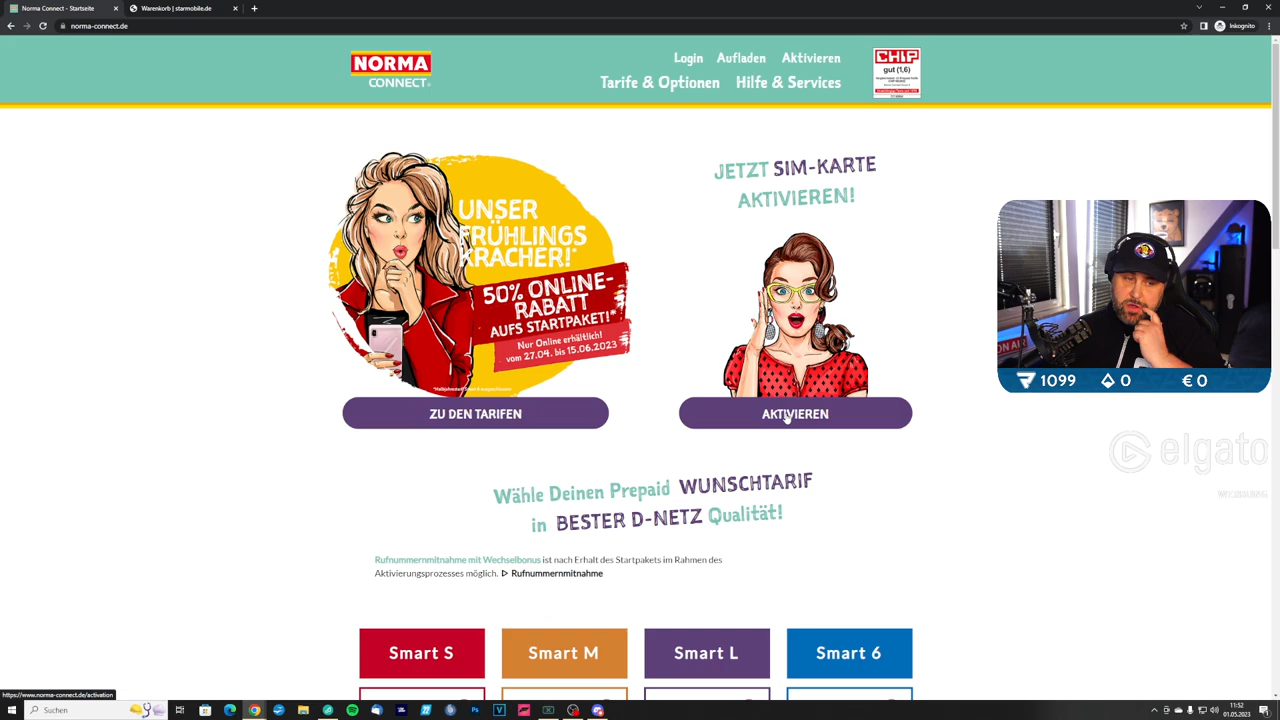 Norma Connect - Startseite
Warenkorb | starmobile.de
norma-connect.de
Inkognito
NORMA
CONNECT
Login
Aufladen
Aktivieren
Tarife & Optionen
Hilfe & Services
CHIP
gut (1,6)
UNSER
FRÜHLINGS
KRACHER!*
50% ONLINE-
RABATT
AUFS STARTPAKET!*
Nur Online erhältlich!
vom 27.04. bis 15.06.2023
JETZT SIM-KARTE
AKTIVIEREN!
ZU DEN TARIFEN
AKTIVIEREN
ON AIR
1099
0
€ 0
elgato
Wähle Deinen Prepaid WUNSCHTARIF
in BESTER D-NETZ Qualität!
Rufnummernmitnahme mit Wechselbonus ist nach Erhalt des Startpakets im Rahmen des
Aktivierungsprozesses möglich. ▷ Rufnummernmitnahme
Smart S
Smart M
Smart L
Smart 6
https://www.norma-connect.de/activation
Suchen
11:52
01.05.2023